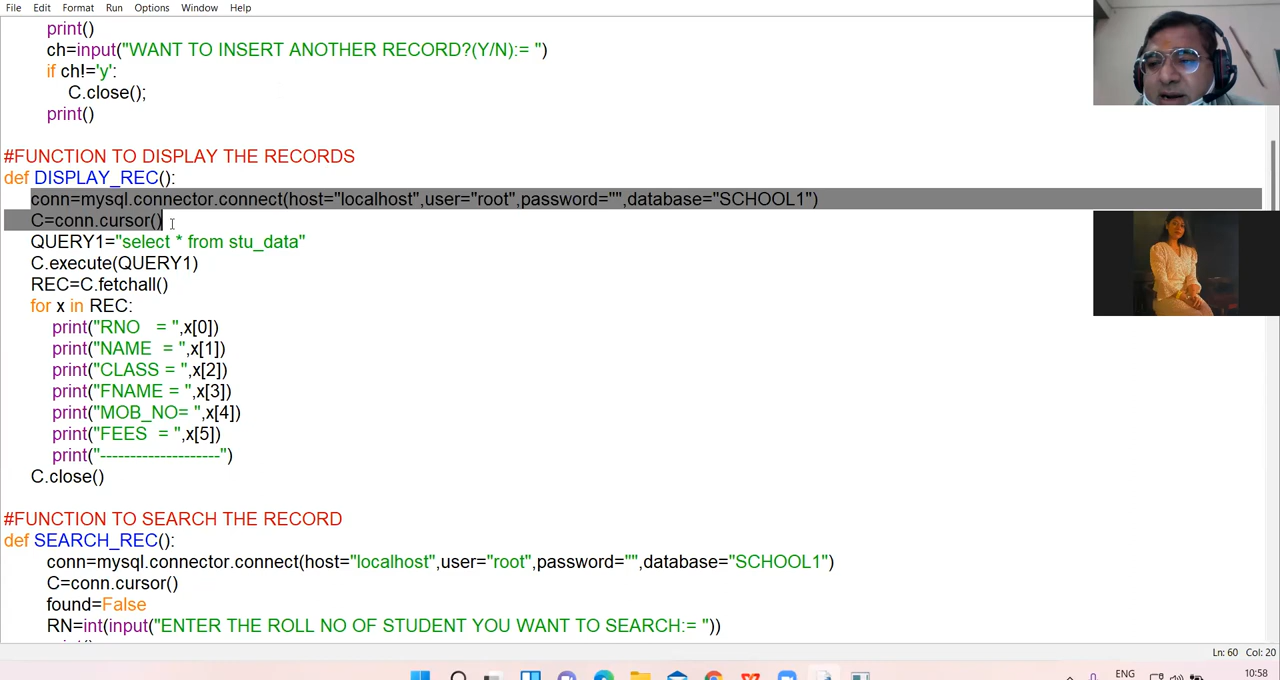 File Edit Format Run Options Window Help
print()
ch=input("WANT TO INSERT ANOTHER RECORD?(Y/N):= ")
if ch!='y':
C.close();
print()
#FUNCTION TO DISPLAY THE RECORDS
def DISPLAY_REC():
conn=mysql.connector.connect(host="localhost",user="root",password="",database="SCHOOL1")
C=conn.cursor()
QUERY1="select * from stu_data"
C.execute(QUERY1)
REC=C.fetchall()
for x in REC:
print("RNO   = ",x[0])
print("NAME  = ",x[1])
print("CLASS = ",x[2])
print("FNAME = ",x[3])
print("MOB_NO= ",x[4])
print("FEES  = ",x[5])
print("--------------------")
C.close()
#FUNCTION TO SEARCH THE RECORD
def SEARCH_REC():
conn=mysql.connector.connect(host="localhost",user="root",password="",database="SCHOOL1")
C=conn.cursor()
found=False
RN=int(input("ENTER THE ROLL NO OF STUDENT YOU WANT TO SEARCH:= "))
Ln: 60 Col: 20
ENG 10:58